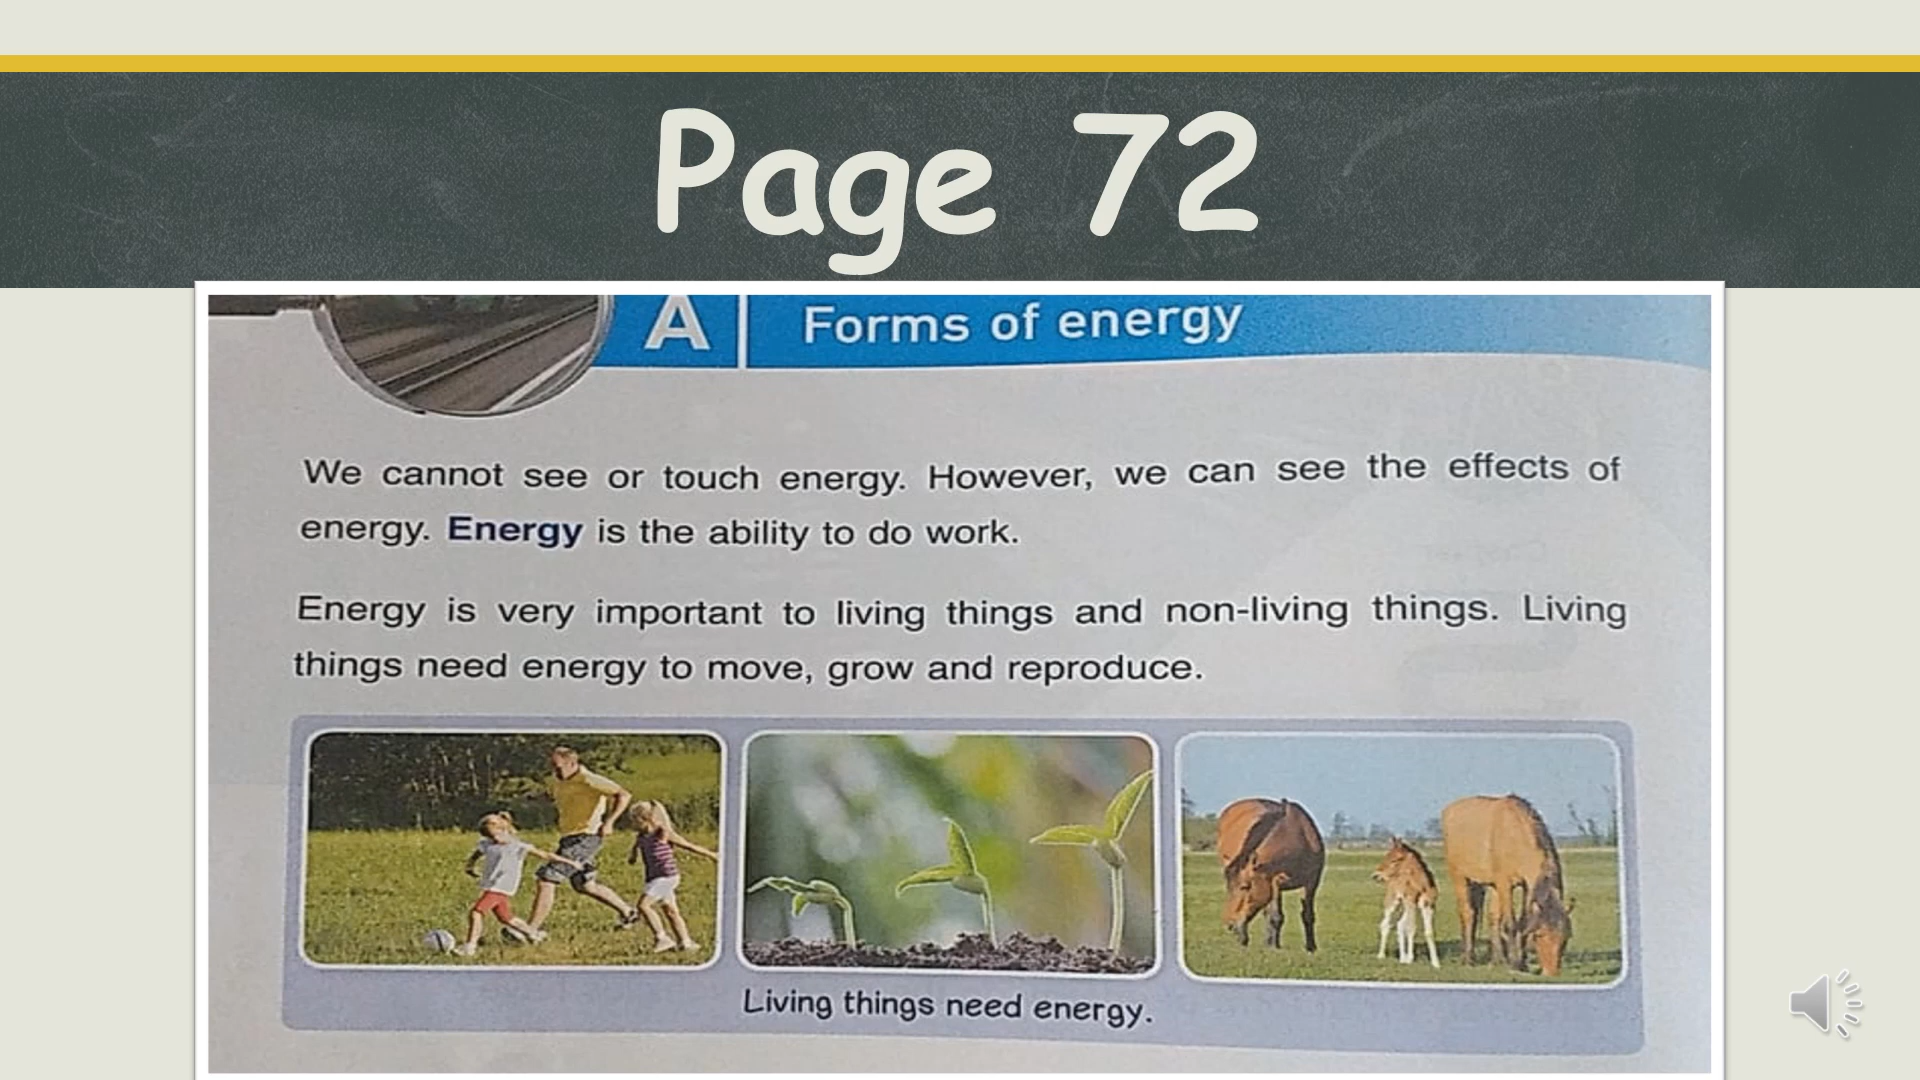 Page 72
A Forms of energy
We cannot see or touch energy. However, we can see the effects of
energy. Energy is the ability to do work.
Energy is very important to living things and non-living things. Living
things need energy to move, grow and reproduce.
Living things need energy.